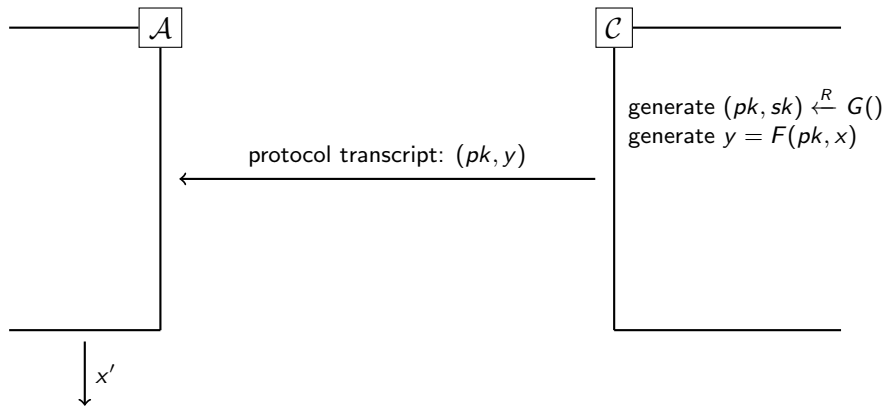 𝒜
𝒞
generate (pk, sk) ←ᴿ G()
generate y = F(pk, x)
protocol transcript: (pk, y)
x′